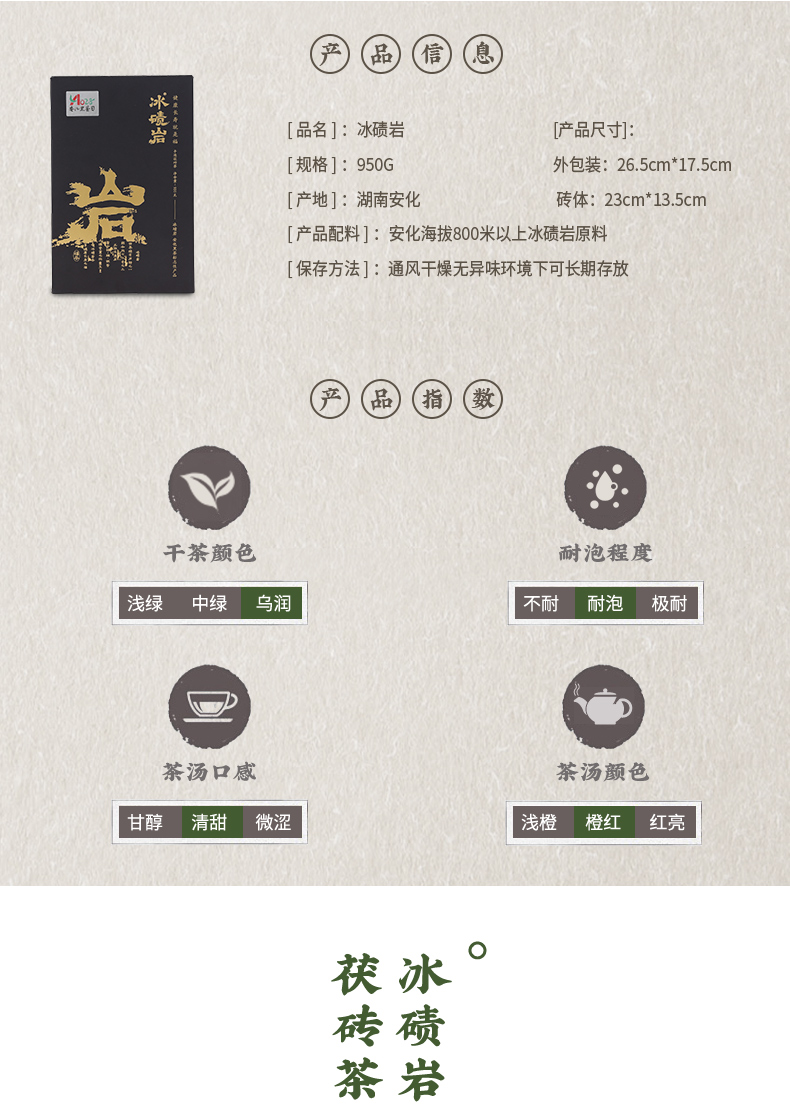 产品信息
冰碛岩
岩
[ 品名 ]： 冰碛岩
[产品尺寸]：
[ 规格 ]： 950G
外包装： 26.5cm*17.5cm
[ 产地 ]： 湖南安化
砖体： 23cm*13.5cm
[ 产品配料 ]： 安化海拔800米以上冰碛岩原料
[ 保存方法 ]： 通风干燥无异味环境下可长期存放
产品指数
干茶颜色
耐泡程度
浅绿 中绿 乌润
不耐 耐泡 极耐
茶汤口感
茶汤颜色
甘醇 清甜 微涩
浅橙 橙红 红亮
冰碛岩
茯砖茶